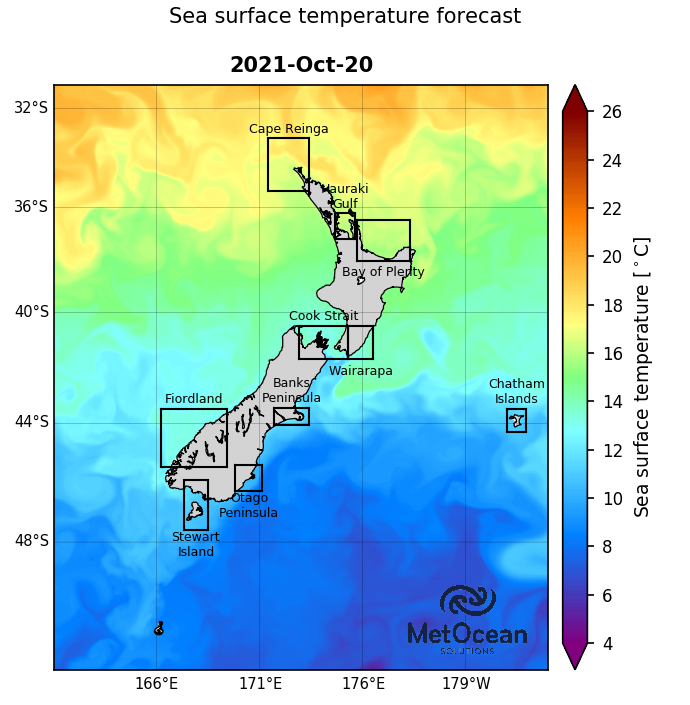 Sea surface temperature forecast
2021-Oct-20
32°S
36°S
40°S
44°S
48°S
Cape Reinga
Hauraki
Gulf
Bay of Plenty
Cook Strait
Wairarapa
Banks
Peninsula
Fiordland
Chatham
Islands
Otago
Peninsula
Stewart
Island
MetOcean
SOLUTIONS
166°E
171°E
176°E
179°W
26
24
22
20
18
16
14
12
10
8
6
4
Sea surface temperature [°C]